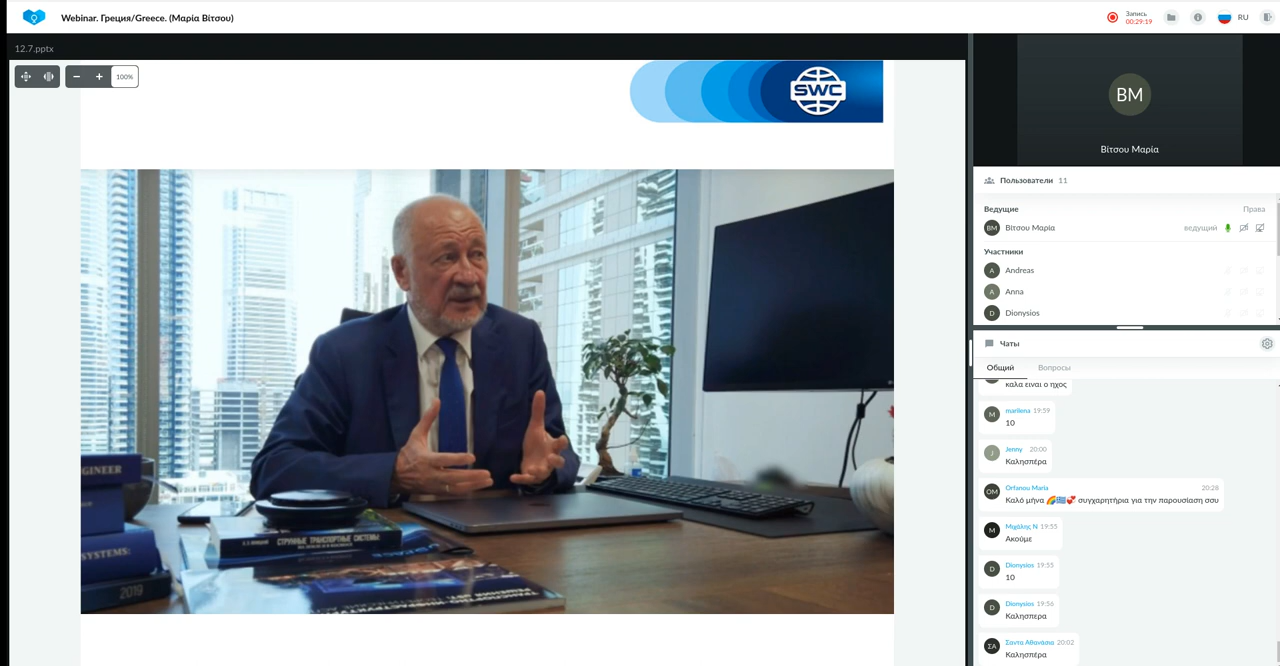 Webinar. Греция/Greece. (Μαρία Βίτσου)
Запись
00:29:19
RU
12.7.pptx
100%
SWC
GINEER
SYSTEMS:
2019
СТРУННЫЕ ТРАНСПОРТНЫЕ СИСТЕМЫ
BM
Βίτσου Μαρία
Пользователи 11
Ведущие Права
BM Βίτσου Μαρία ведущий
Участники
A Andreas
A Anna
D Dionysios
Чаты
Общий Вопросы
καλα ειναι ο ηχος
M marilena 19:59
10
J Jenny 20:00
Καλησπέρα
OM Orfanou Maria 20:28
Καλό μήνα 🌈🇬🇷💞 συγχαρητήρια για την παρουσίαση σου
M Μιχάλης Ν 19:55
Ακούμε
D Dionysios 19:55
10
D Dionysios 19:56
Καλησπερα
ΣΑ Σαντα Αθανάσια 20:02
Καλησπέρα